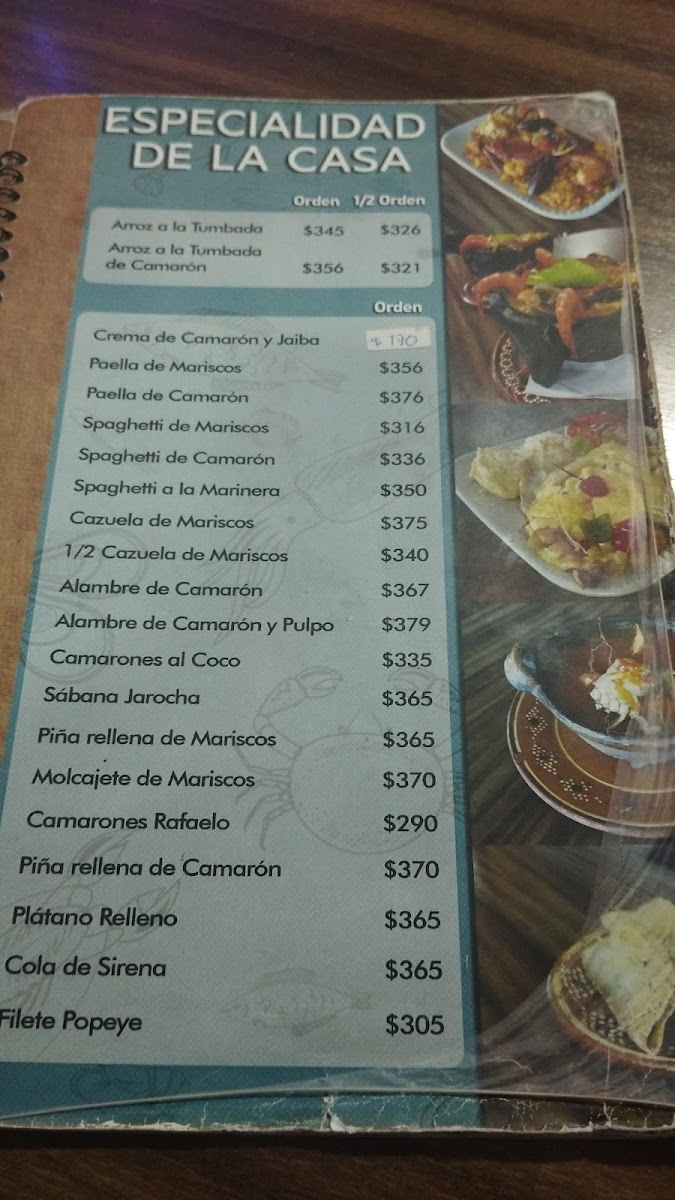 ESPECIALIDAD
DE LA CASA
Orden 1/2 Orden
Arroz a la Tumbada $345 $326
Arroz a la Tumbada
de Camarón $356 $321
Orden
Crema de Camarón y Jaiba $ 170
Paella de Mariscos $356
Paella de Camarón $376
Spaghetti de Mariscos $316
Spaghetti de Camarón $336
Spaghetti a la Marinera $350
Cazuela de Mariscos $375
1/2 Cazuela de Mariscos $340
Alambre de Camarón $367
Alambre de Camarón y Pulpo $379
Camarones al Coco $335
Sábana Jarocha $365
Piña rellena de Mariscos $365
Molcajete de Mariscos $370
Camarones Rafaelo $290
Piña rellena de Camarón $370
Plátano Relleno $365
Cola de Sirena $365
Filete Popeye $305